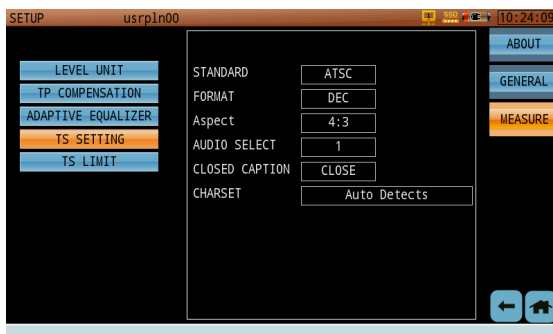 SETUP usrpln00 SSD 10:24:09
ABOUT
GENERAL
MEASURE
LEVEL UNIT
TP COMPENSATION
ADAPTIVE EQUALIZER
TS SETTING
TS LIMIT
STANDARD ATSC
FORMAT DEC
Aspect 4:3
AUDIO SELECT 1
CLOSED CAPTION CLOSE
CHARSET Auto Detects